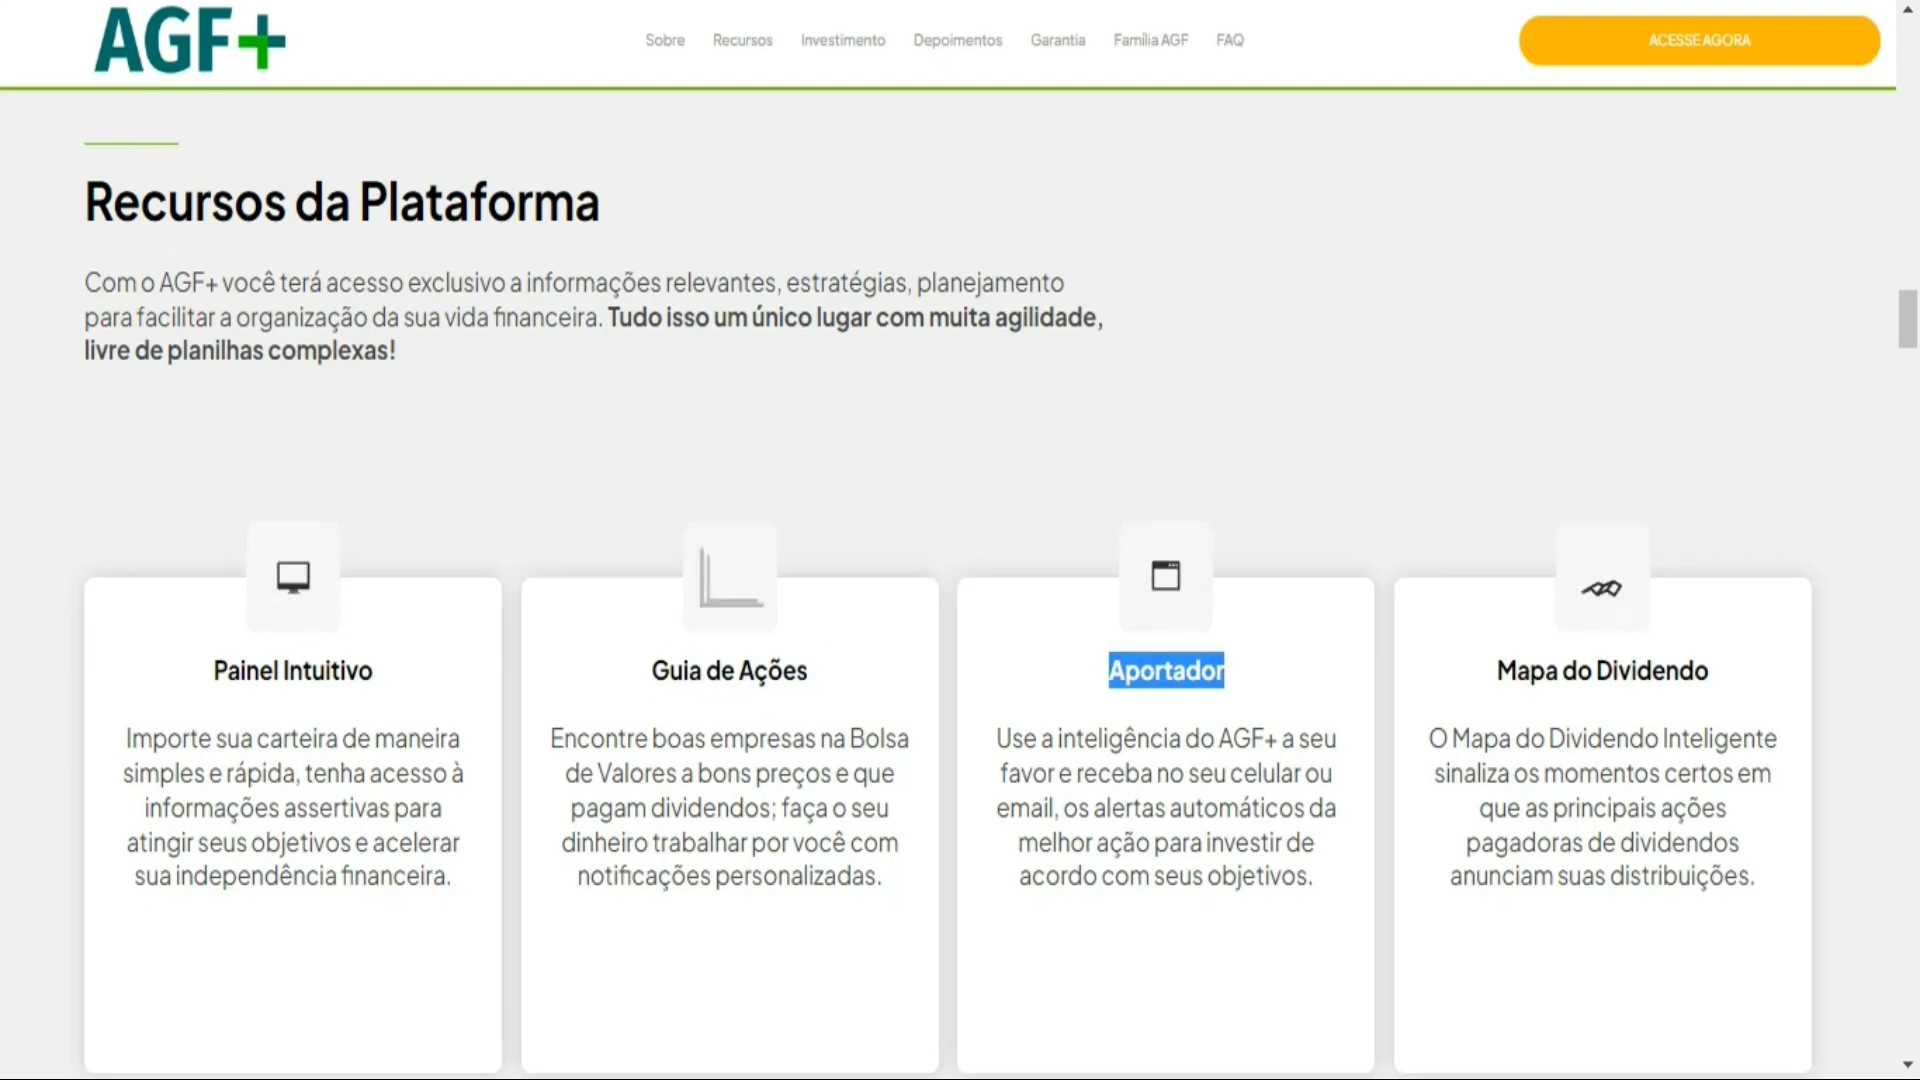 AGF+
Sobre Recursos Investimento Depoimentos Garantia Família AGF FAQ
ACESSE AGORA
Recursos da Plataforma
Com o AGF+ você terá acesso exclusivo a informações relevantes, estratégias, planejamento
para facilitar a organização da sua vida financeira. Tudo isso um único lugar com muita agilidade,
livre de planilhas complexas!
Painel Intuitivo
Importe sua carteira de maneira
simples e rápida, tenha acesso à
informações assertivas para
atingir seus objetivos e acelerar
sua independência financeira.
Guia de Ações
Encontre boas empresas na Bolsa
de Valores a bons preços e que
pagam dividendos; faça o seu
dinheiro trabalhar por você com
notificações personalizadas.
Aportador
Use a inteligência do AGF+ a seu
favor e receba no seu celular ou
email, os alertas automáticos da
melhor ação para investir de
acordo com seus objetivos.
Mapa do Dividendo
O Mapa do Dividendo Inteligente
sinaliza os momentos certos em
que as principais ações
pagadoras de dividendos
anunciam suas distribuições.